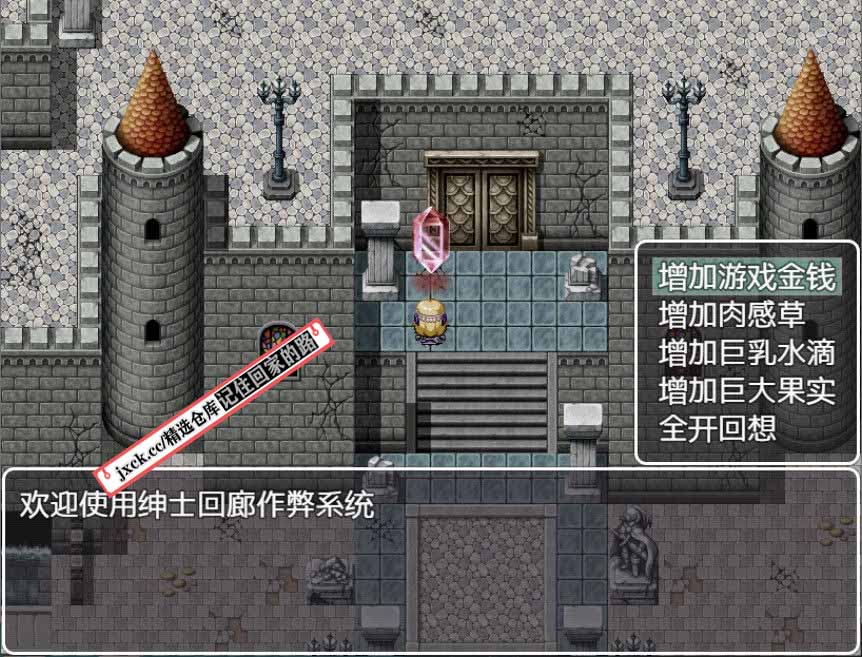 增加游戏金钱
增加肉感草
增加巨乳水滴
增加巨大果实
全开回想
jxck.cc/精选仓库记住回家的路
欢迎使用绅士回廊作弊系统